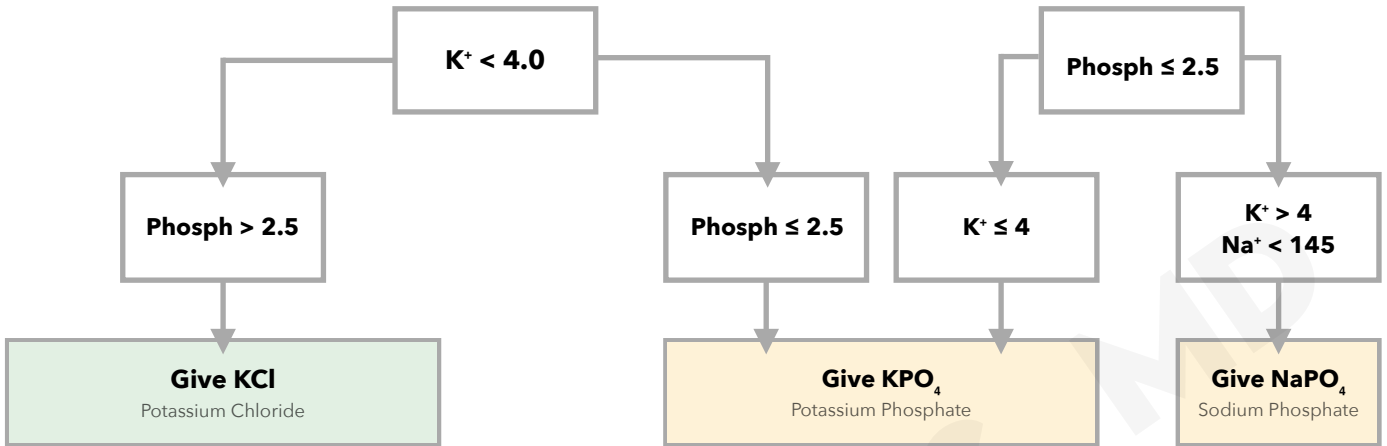 K⁺ < 4.0
Phosph ≤ 2.5
Phosph > 2.5
Phosph ≤ 2.5
K⁺ ≤ 4
K⁺ > 4
Na⁺ < 145
Give KCl
Potassium Chloride
Give KPO₄
Potassium Phosphate
Give NaPO₄
Sodium Phosphate
MD